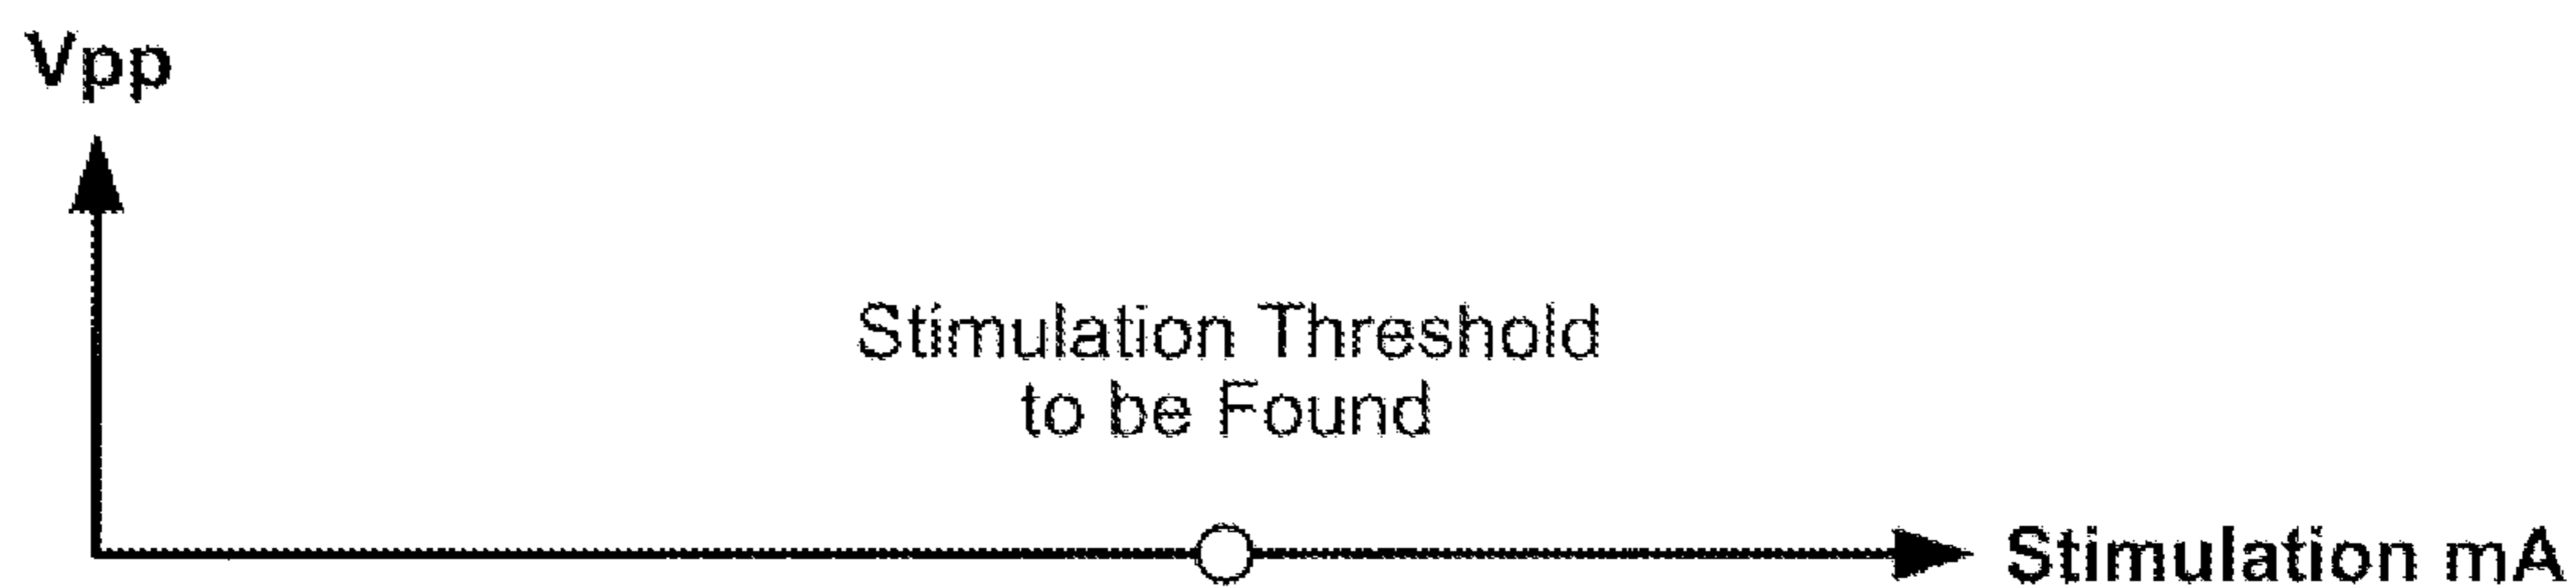 Vpp
Stimulation Threshold
to be Found
Stimulation mA